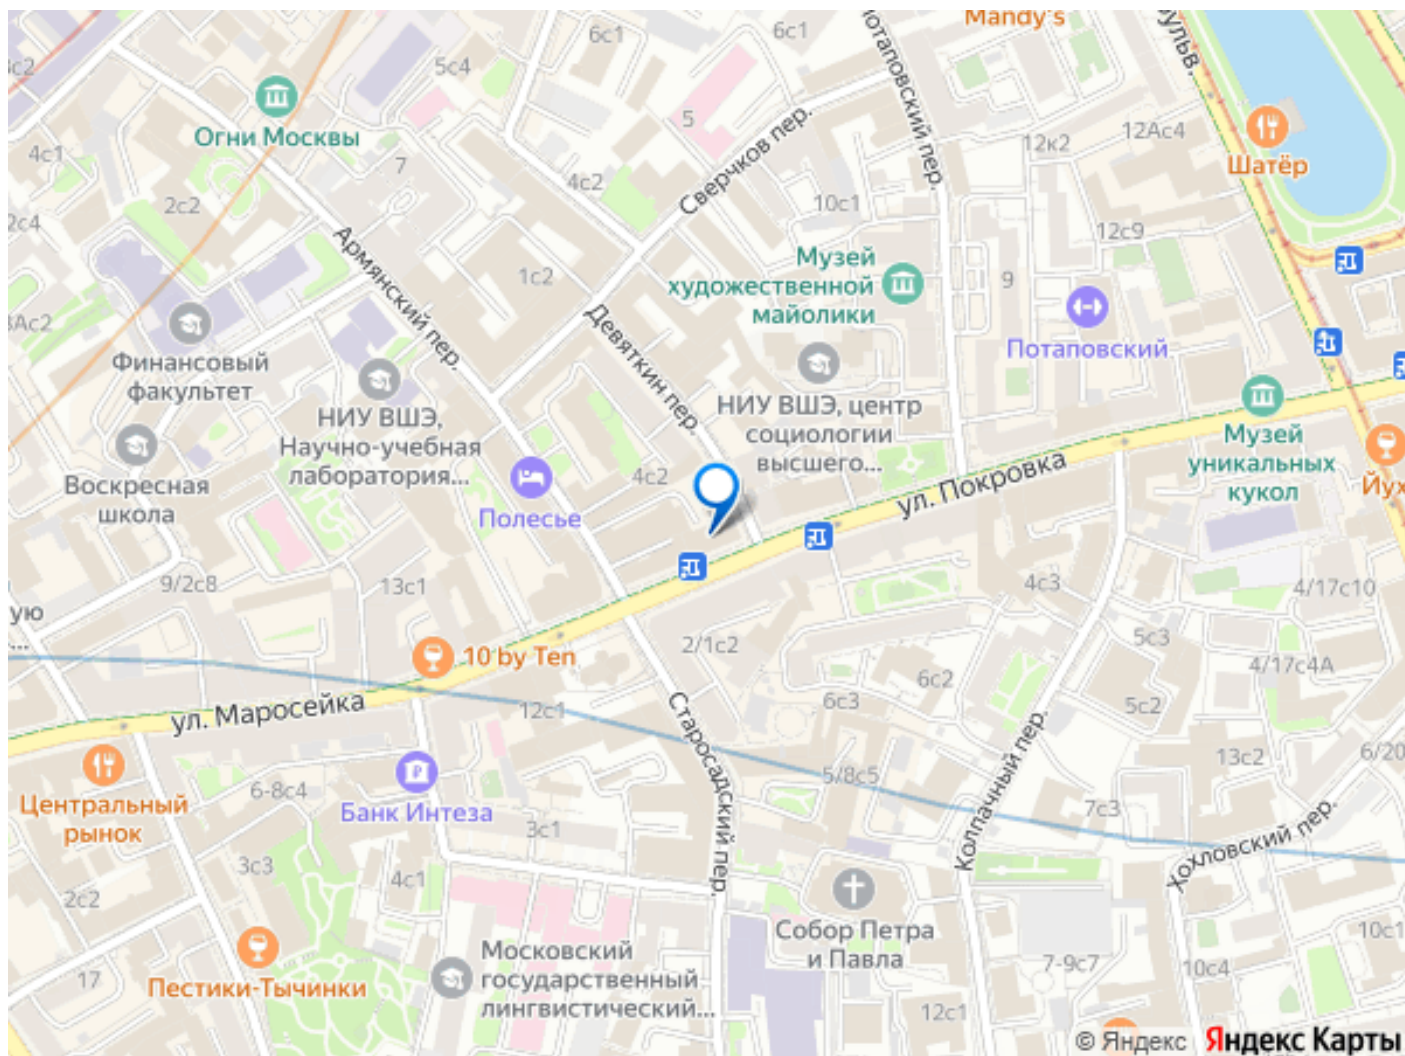 Mandy's
6с1
6с1
5с4
5
Огни Москвы
4с1
7
4с2
2с2
2с4
Сверчков пер.
Потаповский пер.
12к2
12Ас4
Шатёр
10с1
12с9
Армянский пер.
1с2
Музей
художественной
майолики
9
Девяткин пер.
Финансовый
факультет
Потаповский
НИУ ВШЭ,
Научно-учебная
лаборатория...
НИУ ВШЭ, центр
социологии
высшего...
Музей
уникальных
кукол
Воскресная
школа
Полесье
4с2
ул. Покровка
9/2с8
13с1
4с3
4/17с10
ую
...
10 by Ten
2/1с2
5с3
4/17с4А
6с2
6с3
5с2
ул. Маросейка
12с1
Старосадский пер.
Колпачный пер.
13с2
6/20
Центральный
рынок
6-8с4
Банк Интеза
3с1
5/8с5
7с3
Хохловский пер.
3с3
4с1
2с2
Собор Петра
и Павла
10с1
Пестики-Тычинки
17
Московский
государственный
лингвистический...
7-9с7
10с4
12с1
© Яндекс Яндекс Карты